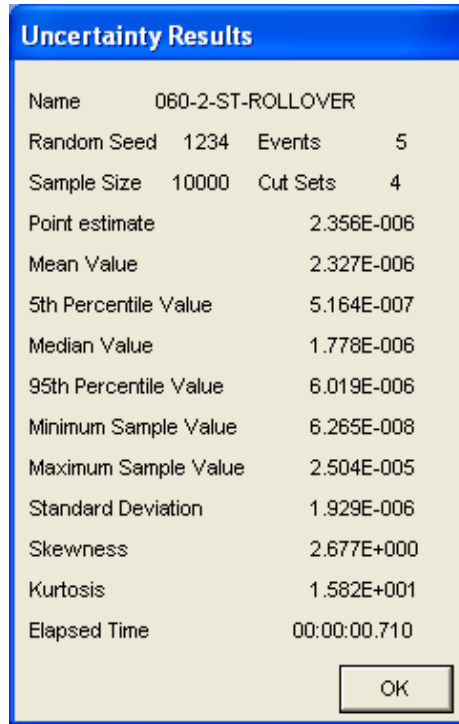 Uncertainty Results
Name 060-2-ST-ROLLOVER
Random Seed 1234 Events 5
Sample Size 10000 Cut Sets 4
Point estimate 2.356E-006
Mean Value 2.327E-006
5th Percentile Value 5.164E-007
Median Value 1.778E-006
95th Percentile Value 6.019E-006
Minimum Sample Value 6.265E-008
Maximum Sample Value 2.504E-005
Standard Deviation 1.929E-006
Skewness 2.677E+000
Kurtosis 1.582E+001
Elapsed Time 00:00:00.710
OK